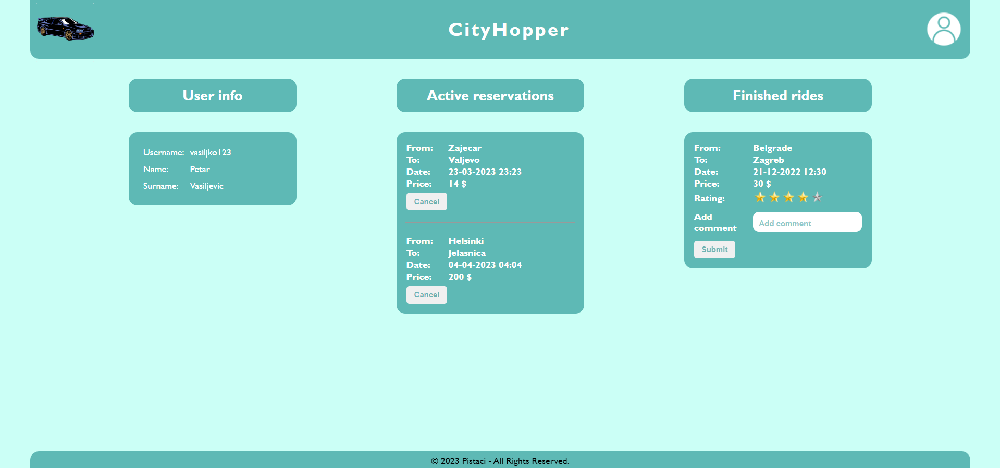 CityHopper
User info
Username: vasiljko123
Name: Petar
Surname: Vasiljevic
Active reservations
From: Zajecar
To: Valjevo
Date: 23-03-2023 23:23
Price: 14 $
Cancel
From: Helsinki
To: Jelasnica
Date: 04-04-2023 04:04
Price: 200 $
Cancel
Finished rides
From: Belgrade
To: Zagreb
Date: 21-12-2022 12:30
Price: 30 $
Rating:
Add
comment
Add comment
Submit
© 2023 Pistaci - All Rights Reserved.